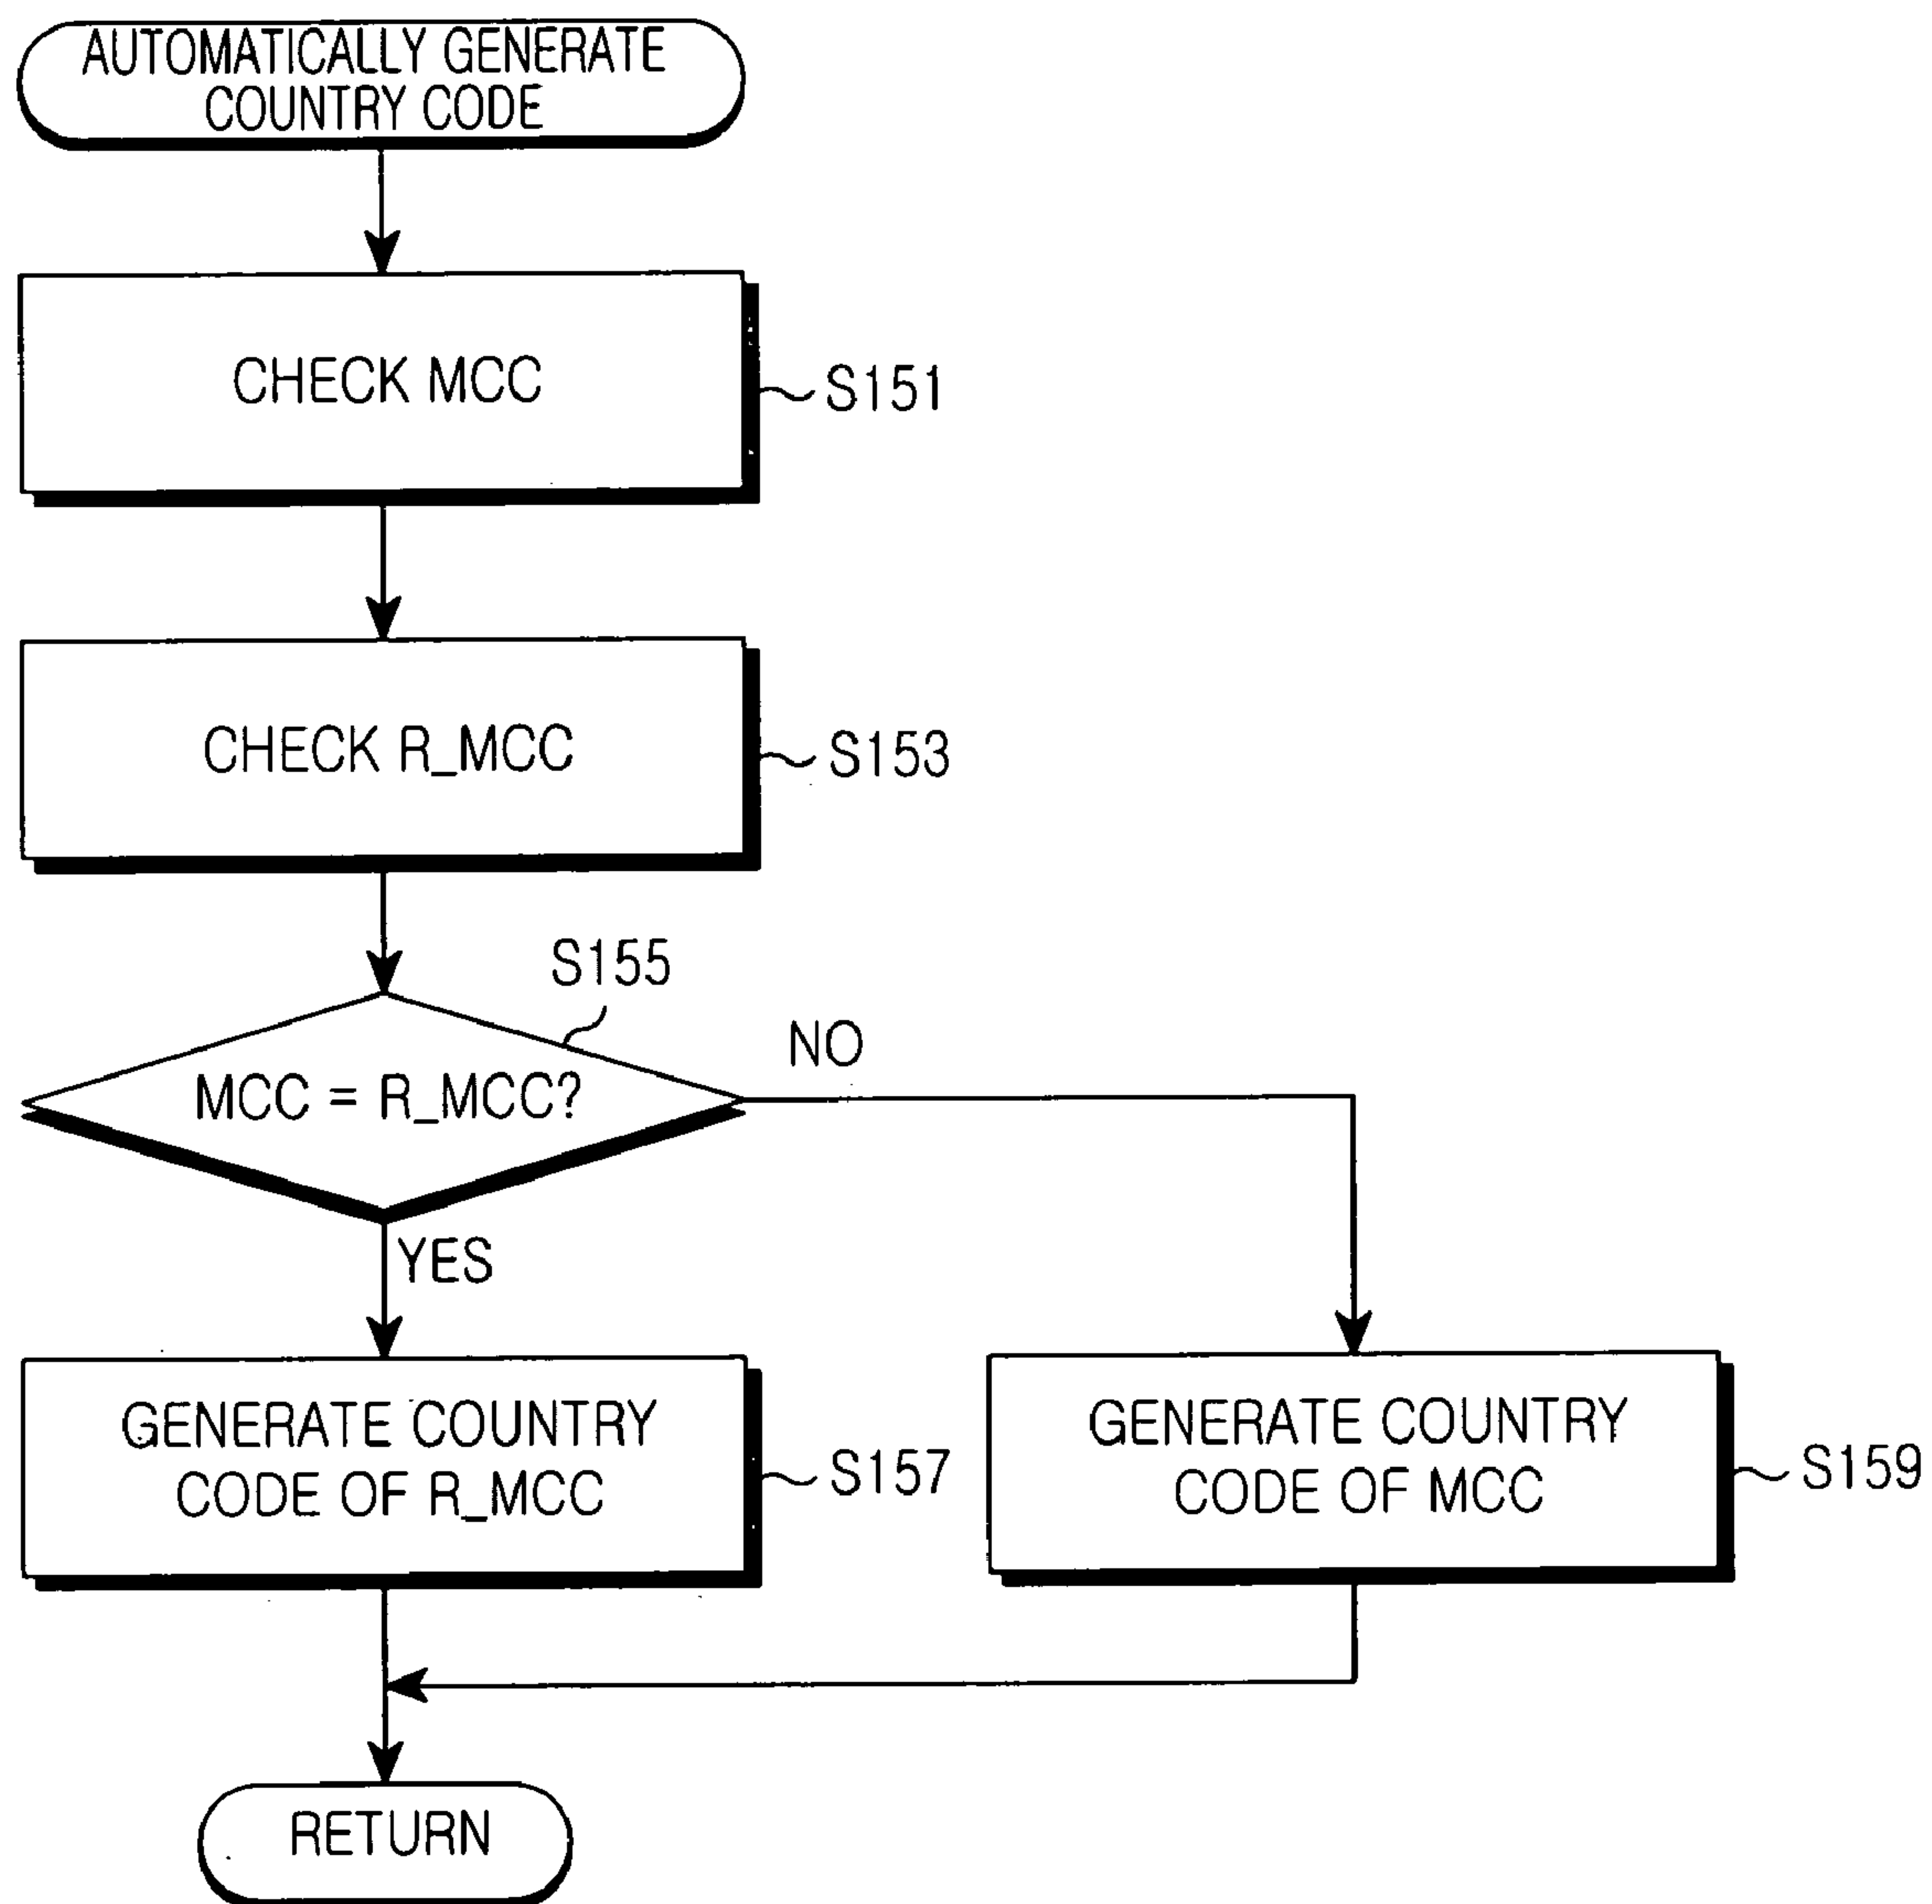 AUTOMATICALLY GENERATE
COUNTRY CODE
CHECK MCC
S151
CHECK R_MCC
S153
S155
MCC = R_MCC?
NO
YES
GENERATE COUNTRY
CODE OF R_MCC
S157
GENERATE COUNTRY
CODE OF MCC
S159
RETURN